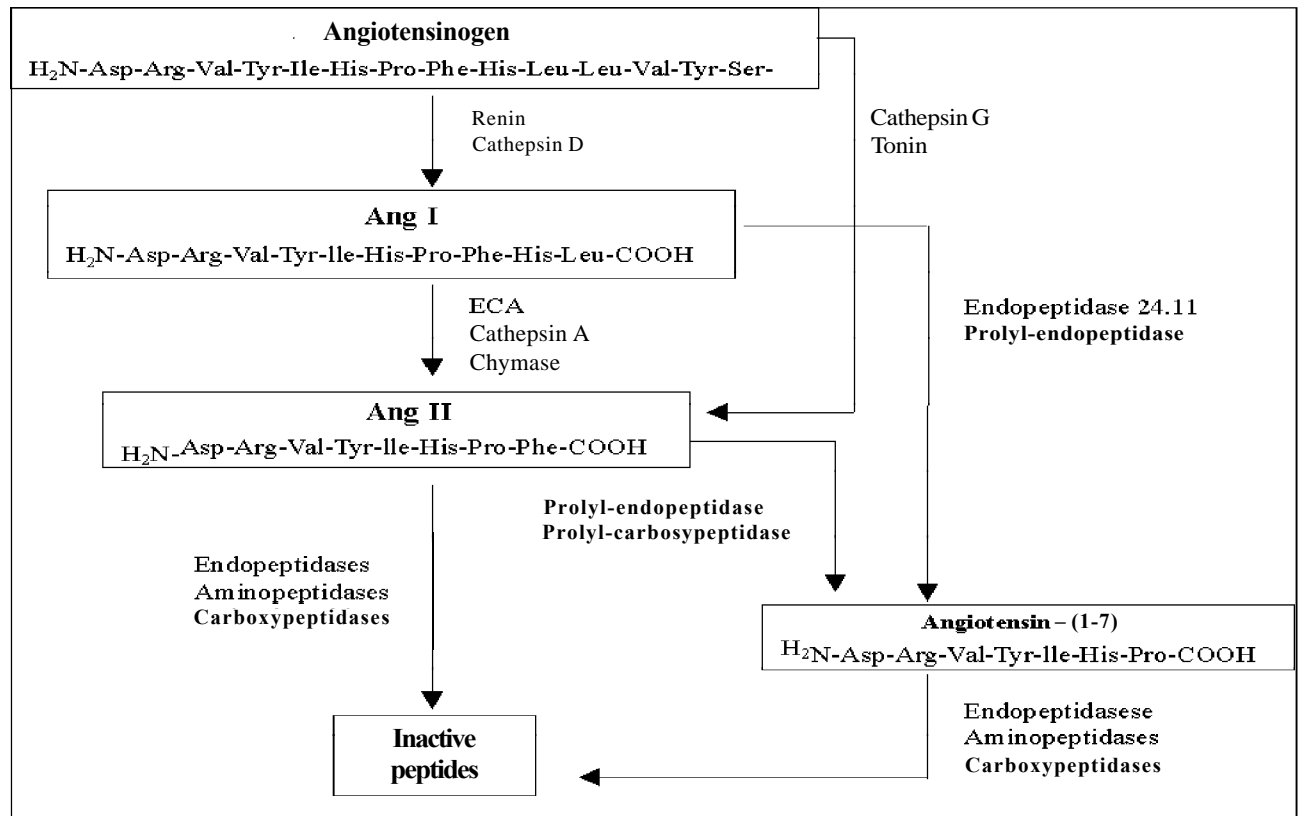 Angiotensinogen
H₂N-Asp-Arg-Val-Tyr-Ile-His-Pro-Phe-His-Leu-Leu-Val-Tyr-Ser-
Renin
Cathepsin D
Cathepsin G
Tonin
Ang I
H₂N-Asp-Arg-Val-Tyr-lle-His-Pro-Phe-His-Leu-COOH
ECA
Cathepsin A
Chymase
Endopeptidase 24.11
Prolyl-endopeptidase
Ang II
H₂N-Asp-Arg-Val-Tyr-lle-His-Pro-Phe-COOH
Prolyl-endopeptidase
Prolyl-carbosypeptidase
Endopeptidases
Aminopeptidases
Carboxypeptidases
Angiotensin – (1-7)
H₂N-Asp-Arg-Val-Tyr-lle-His-Pro-COOH
Endopeptidasese
Aminopeptidases
Carboxypeptidases
Inactive
peptides